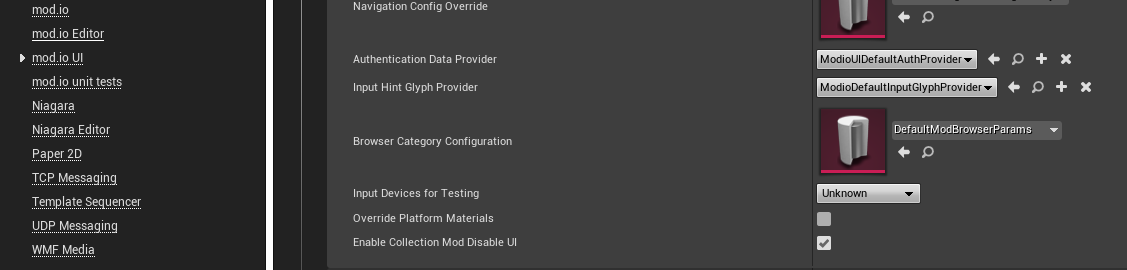 mod.io
mod.io Editor
mod.io UI
mod.io unit tests
Niagara
Niagara Editor
Paper 2D
TCP Messaging
Template Sequencer
UDP Messaging
WMF Media
Navigation Config Override
Authentication Data Provider
ModioUIDefaultAuthProvider
Input Hint Glyph Provider
ModioDefaultInputGlyphProvider
Browser Category Configuration
DefaultModBrowserParams
Input Devices for Testing
Unknown
Override Platform Materials
Enable Collection Mod Disable UI